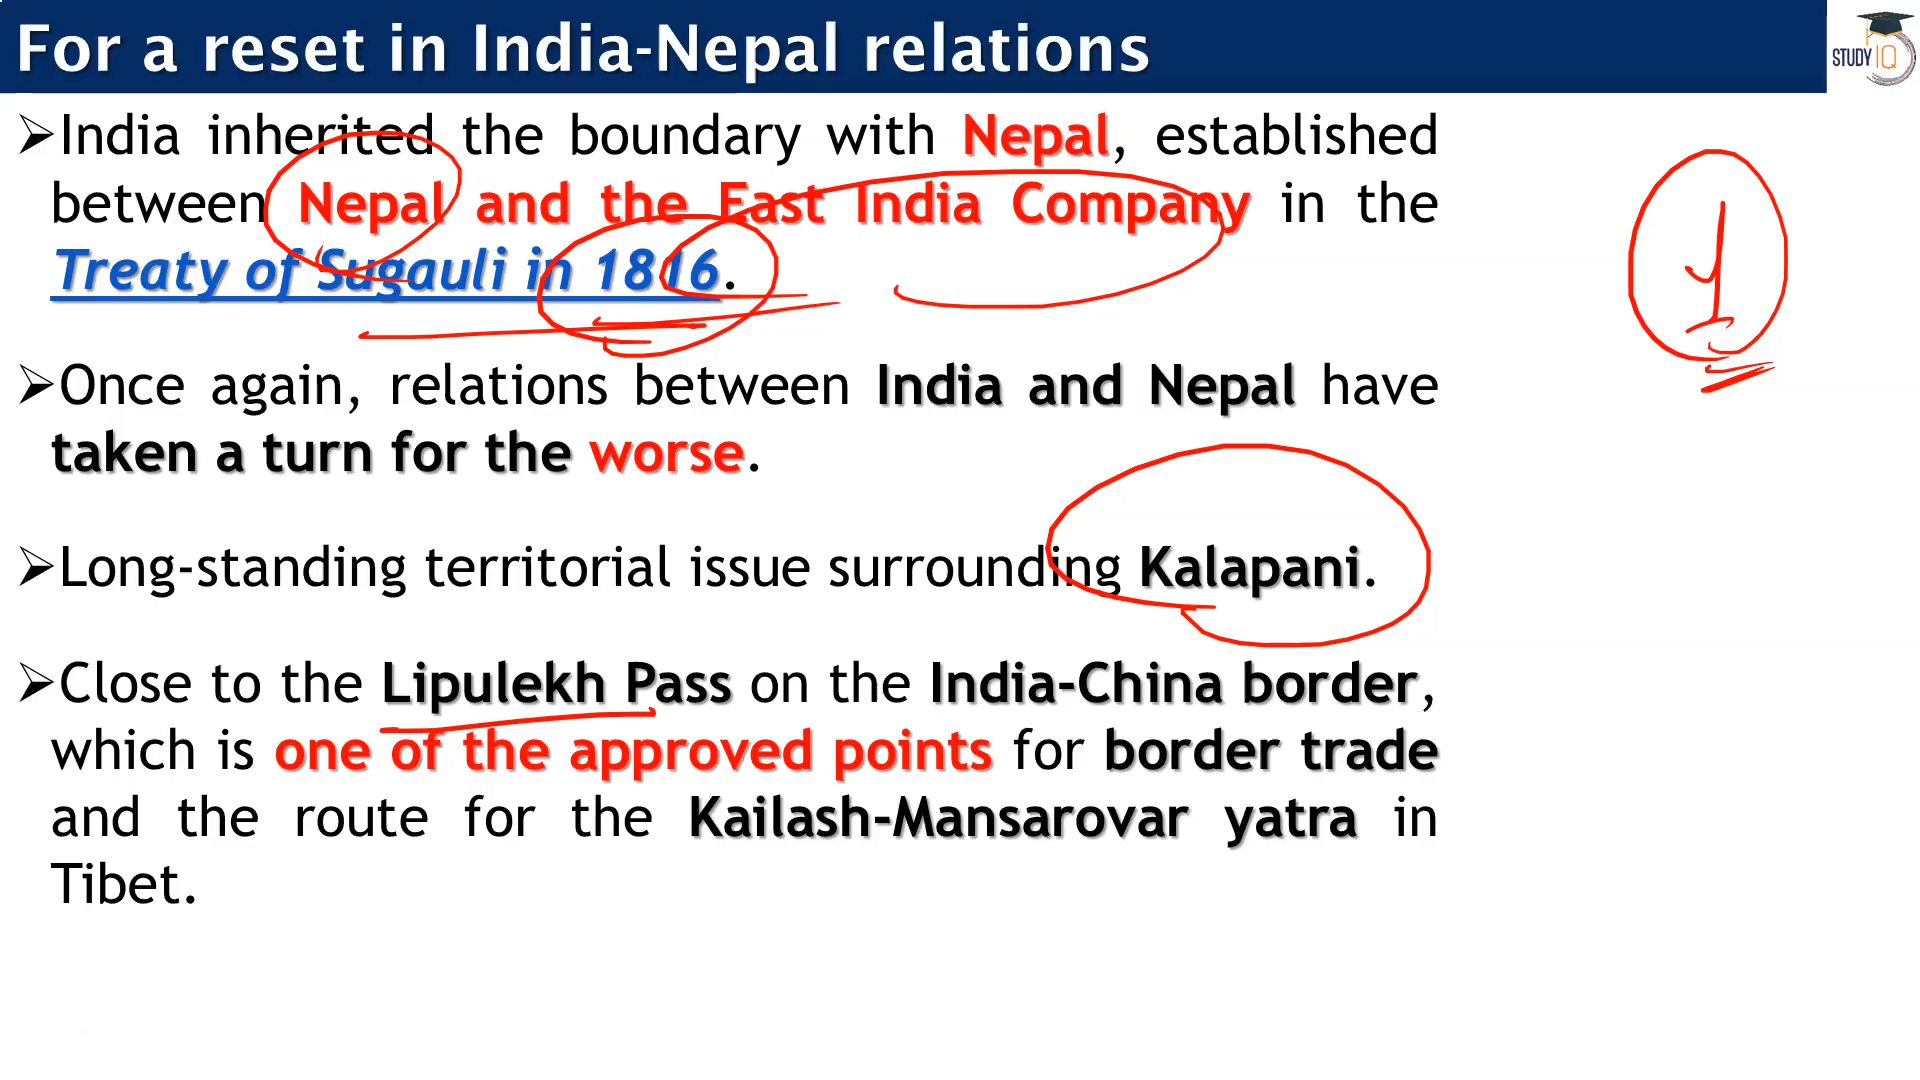 For a reset in India-Nepal relations
STUDY IQ
➢India inherited the boundary with Nepal, established
between Nepal and the East India Company in the
Treaty of Sugauli in 1816.
1
➢Once again, relations between India and Nepal have
taken a turn for the worse.
➢Long-standing territorial issue surrounding Kalapani.
➢Close to the Lipulekh Pass on the India-China border,
which is one of the approved points for border trade
and the route for the Kailash-Mansarovar yatra in
Tibet.